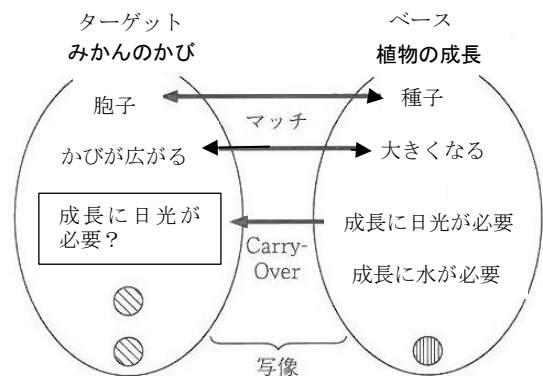 ターゲット
みかんのかび
ベース
植物の成長
胞子
マッチ
種子
かびが広がる
大きくなる
成長に日光が
必要？
Carry-
Over
成長に日光が必要
成長に水が必要
写像